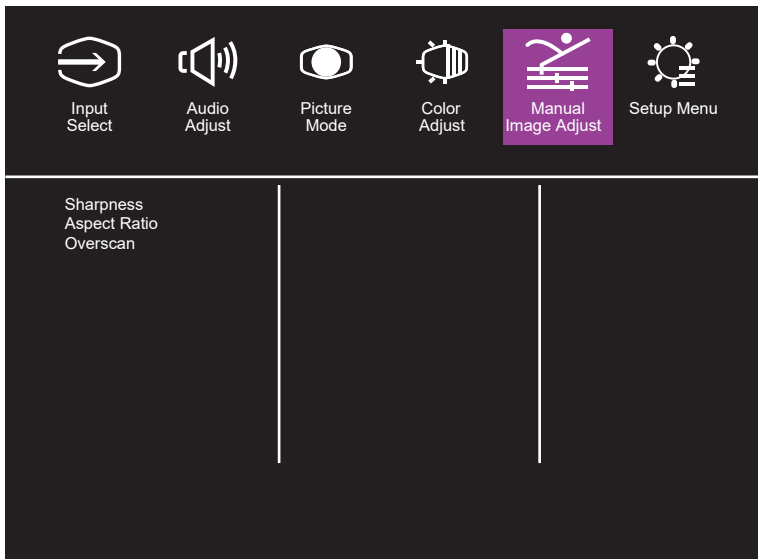 Input
Select
Audio
Adjust
Picture
Mode
Color
Adjust
Manual
Image Adjust
Setup Menu
Sharpness
Aspect Ratio
Overscan